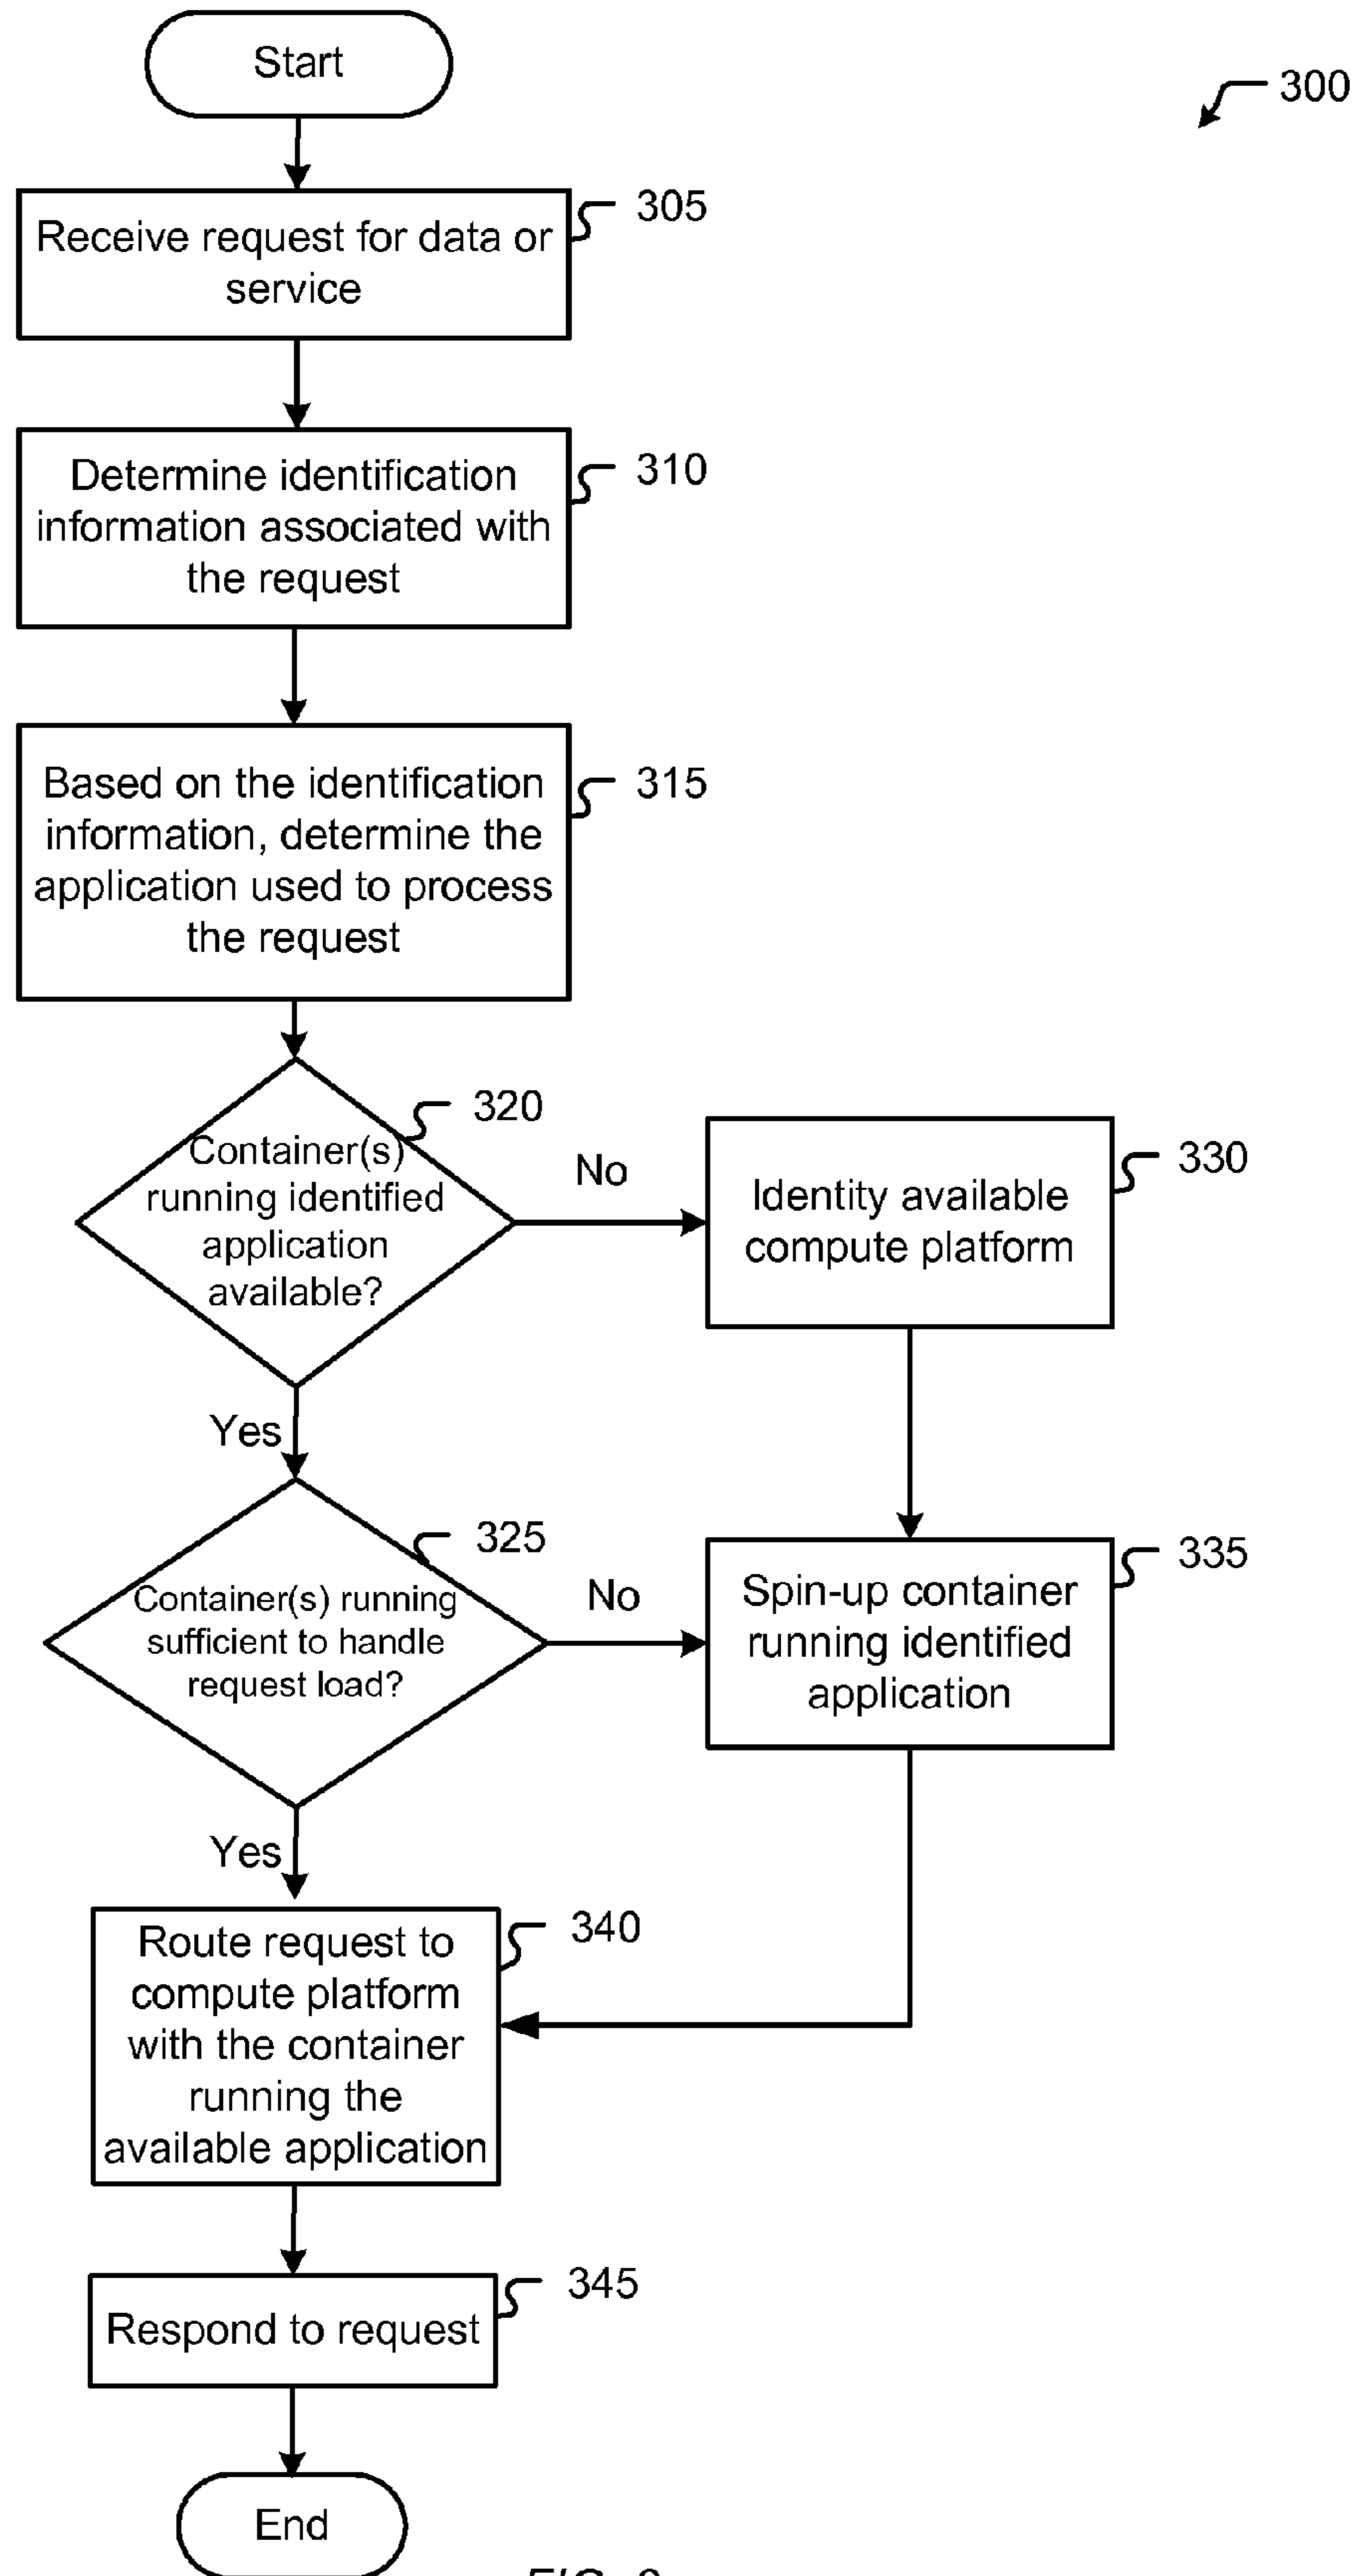 Start
300
305
Receive request for data or
service
310
Determine identification
information associated with
the request
315
Based on the identification
information, determine the
application used to process
the request
320
Container(s)
running identified
application
available?
No
330
Identity available
compute platform
Yes
325
Container(s) running
sufficient to handle
request load?
No
335
Spin-up container
running identified
application
Yes
340
Route request to
compute platform
with the container
running the
available application
345
Respond to request
End
FIG.